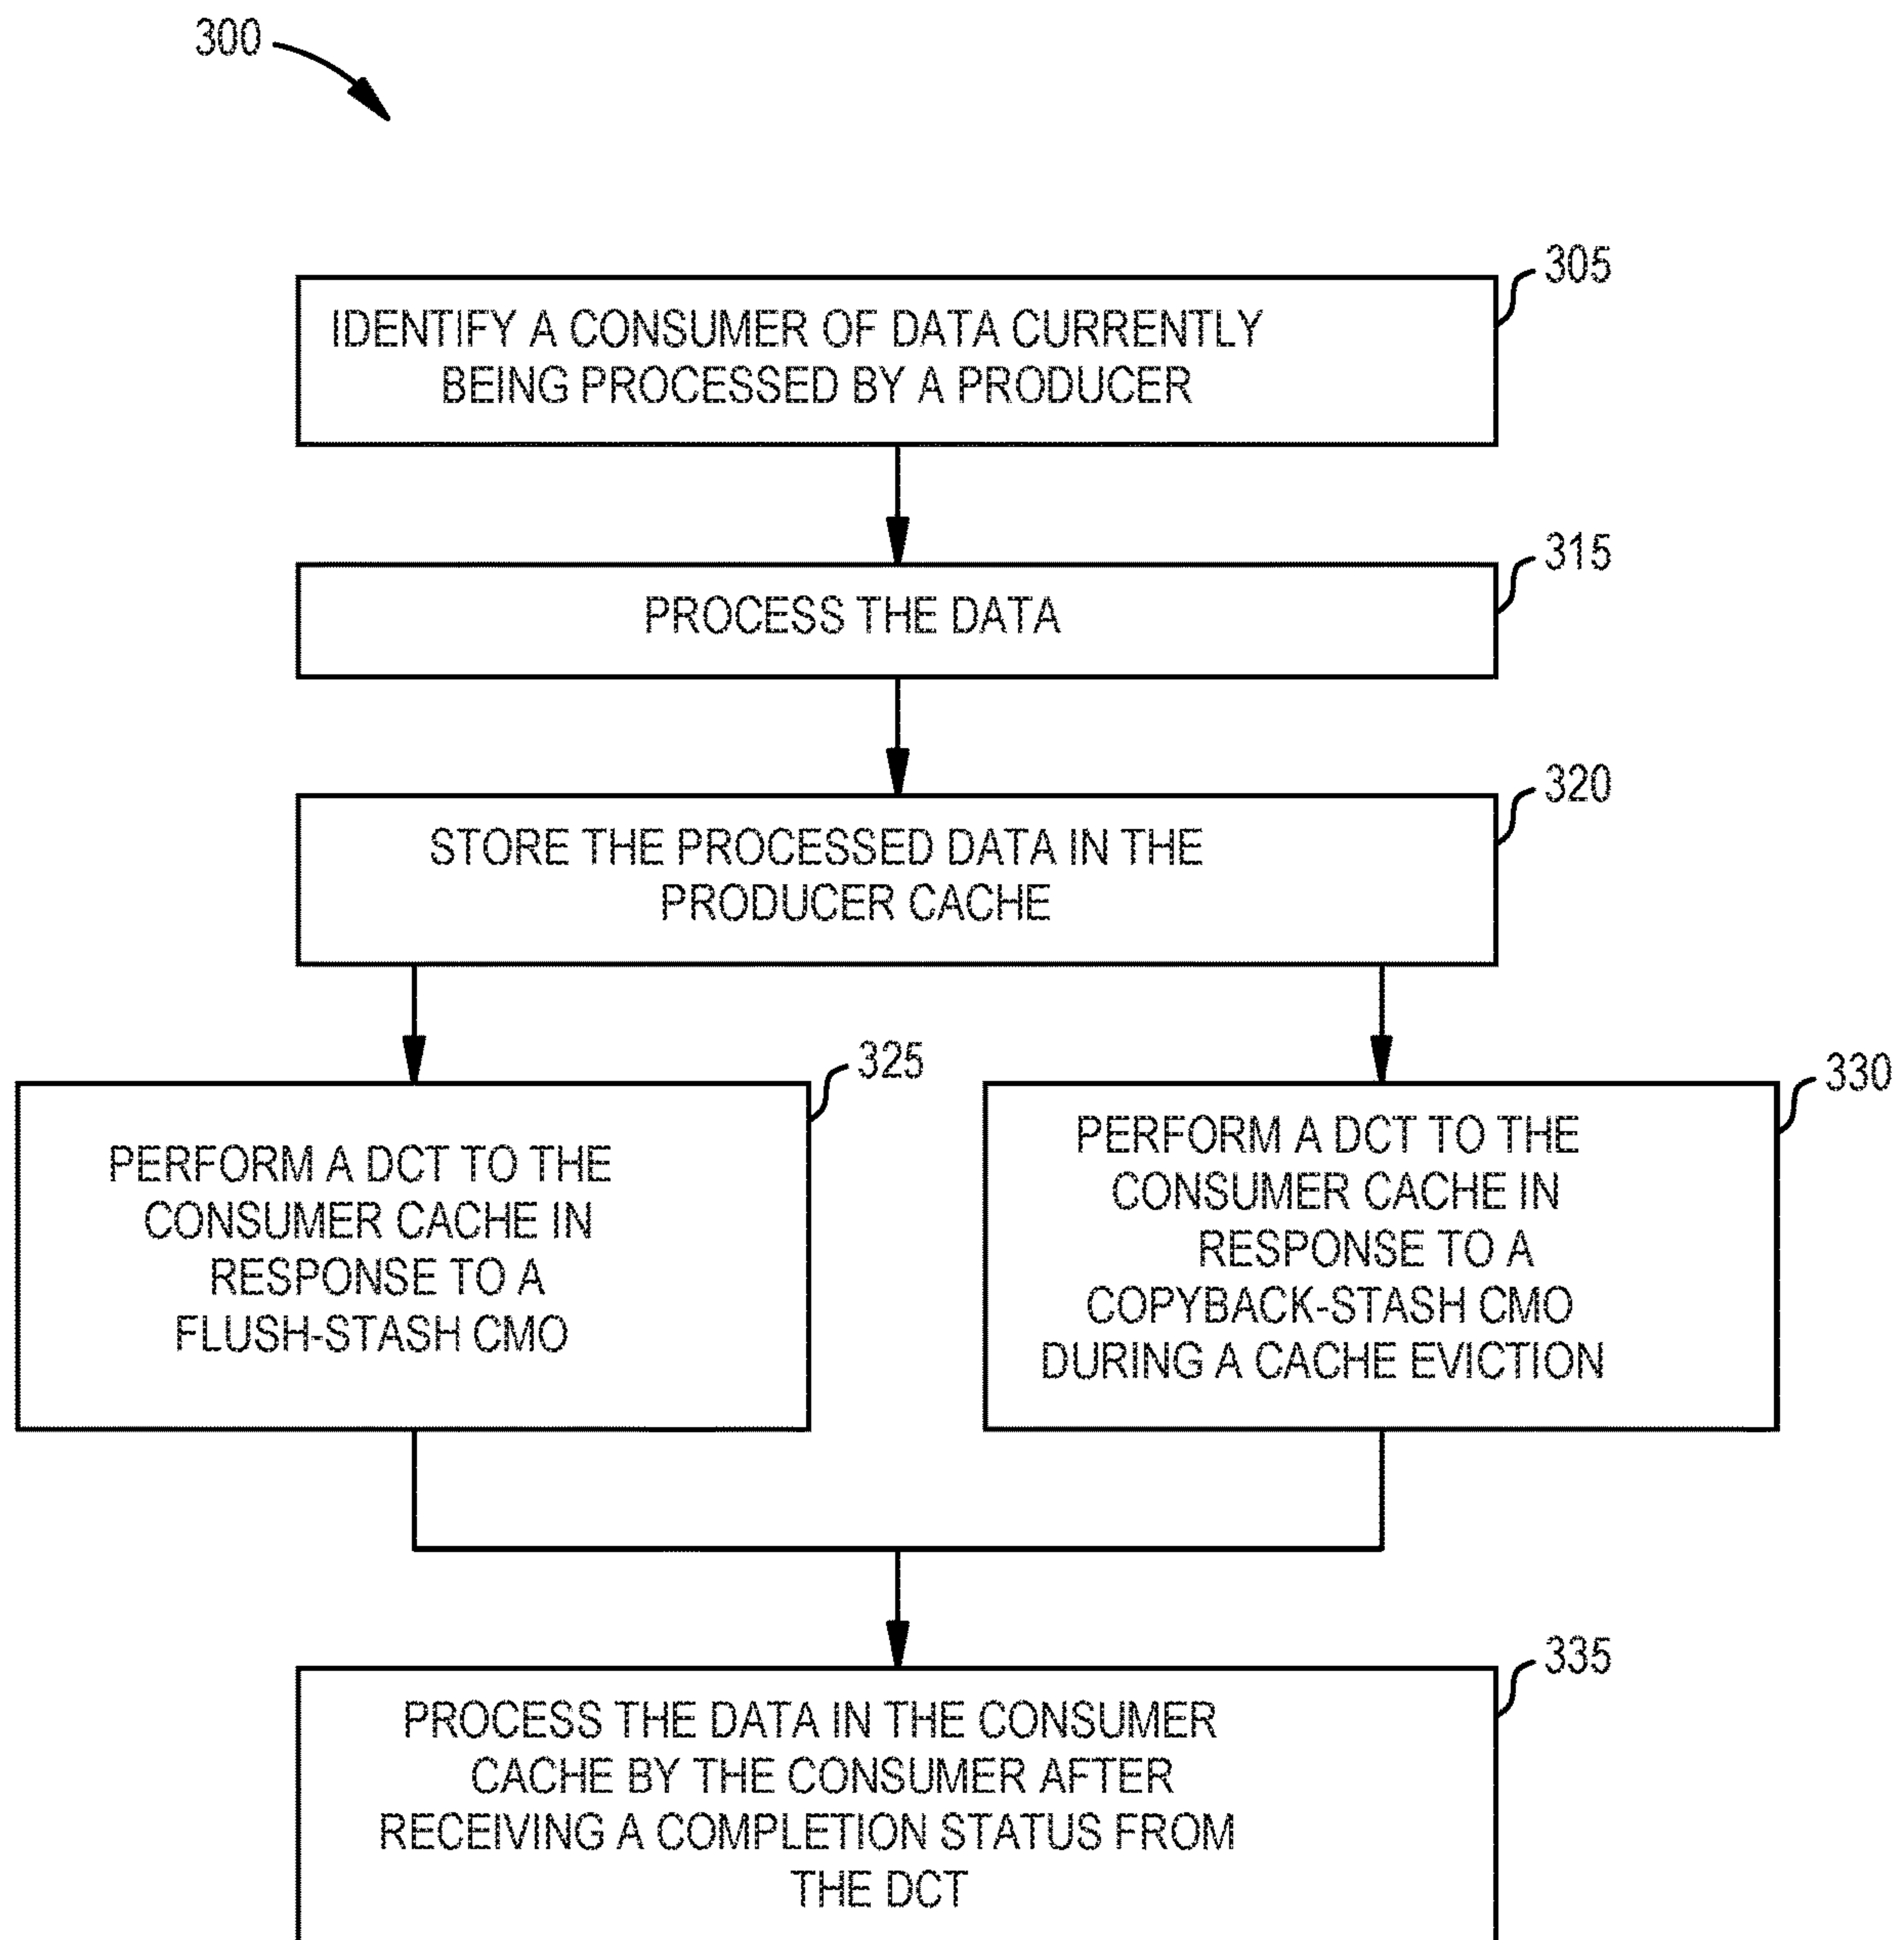 300
305
IDENTIFY A CONSUMER OF DATA CURRENTLY
BEING PROCESSED BY A PRODUCER
315
PROCESS THE DATA
320
STORE THE PROCESSED DATA IN THE
PRODUCER CACHE
325
PERFORM A DCT TO THE
CONSUMER CACHE IN
RESPONSE TO A
FLUSH-STASH CMO
330
PERFORM A DCT TO THE
CONSUMER CACHE IN
RESPONSE TO A
COPYBACK-STASH CMO
DURING A CACHE EVICTION
335
PROCESS THE DATA IN THE CONSUMER
CACHE BY THE CONSUMER AFTER
RECEIVING A COMPLETION STATUS FROM
THE DCT